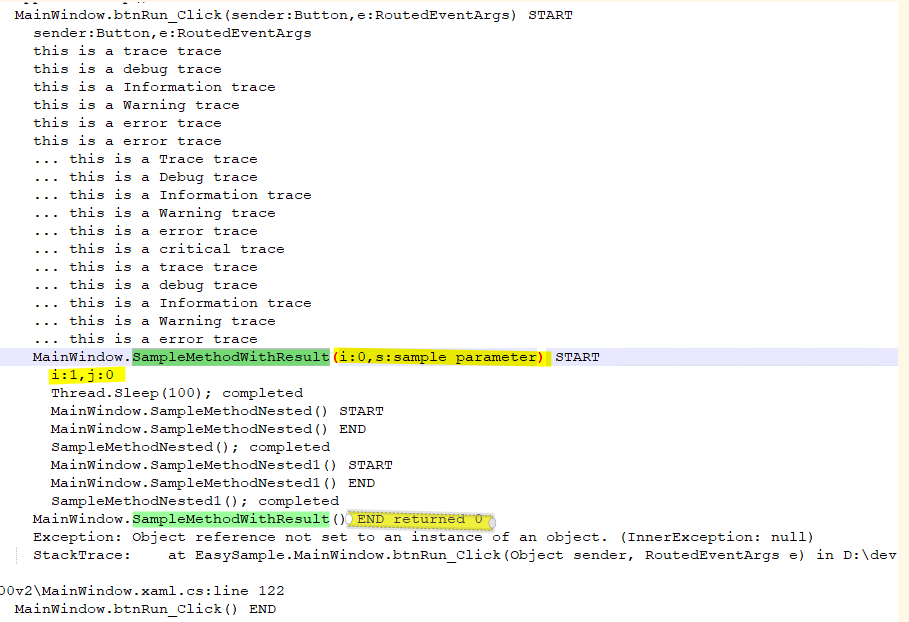 MainWindow.btnRun_Click(sender:Button,e:RoutedEventArgs) START
sender:Button,e:RoutedEventArgs
this is a trace trace
this is a debug trace
this is a Information trace
this is a Warning trace
this is a error trace
this is a error trace
... this is a Trace trace
... this is a Debug trace
... this is a Information trace
... this is a Warning trace
... this is a error trace
... this is a critical trace
... this is a trace trace
... this is a debug trace
... this is a Information trace
... this is a Warning trace
... this is a error trace
MainWindow.SampleMethodWithResult(i:0,s:sample parameter) START
i:1,j:0
Thread.Sleep(100); completed
MainWindow.SampleMethodNested() START
MainWindow.SampleMethodNested() END
SampleMethodNested(); completed
MainWindow.SampleMethodNested1() START
MainWindow.SampleMethodNested1() END
SampleMethodNested1(); completed
MainWindow.SampleMethodWithResult() END returned 0
Exception: Object reference not set to an instance of an object. (InnerException: null)
StackTrace:    at EasySample.MainWindow.btnRun_Click(Object sender, RoutedEventArgs e) in D:\dev
00v2\MainWindow.xaml.cs:line 122
MainWindow.btnRun_Click() END